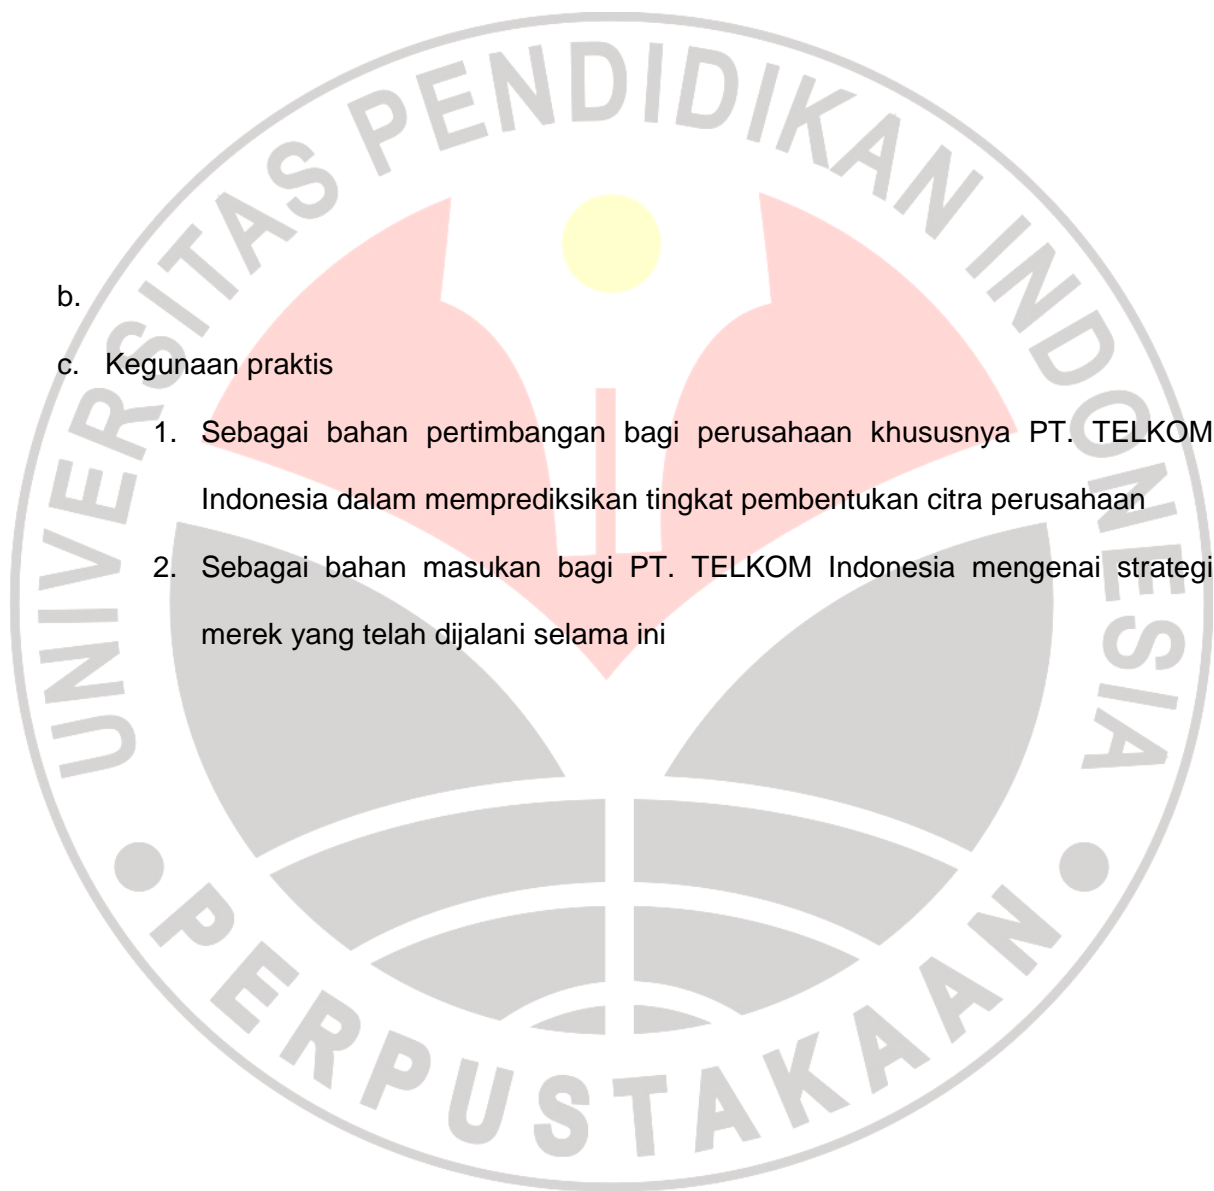 UNIVERSITAS PENDIDIKAN INDONESIA
b.
c. Kegunaan praktis
1. Sebagai bahan pertimbangan bagi perusahaan khususnya PT. TELKOM
Indonesia dalam memprediksikan tingkat pembentukan citra perusahaan
2. Sebagai bahan masukan bagi PT. TELKOM Indonesia mengenai strategi
merek yang telah dijalani selama ini
PERPUSTAKAAN